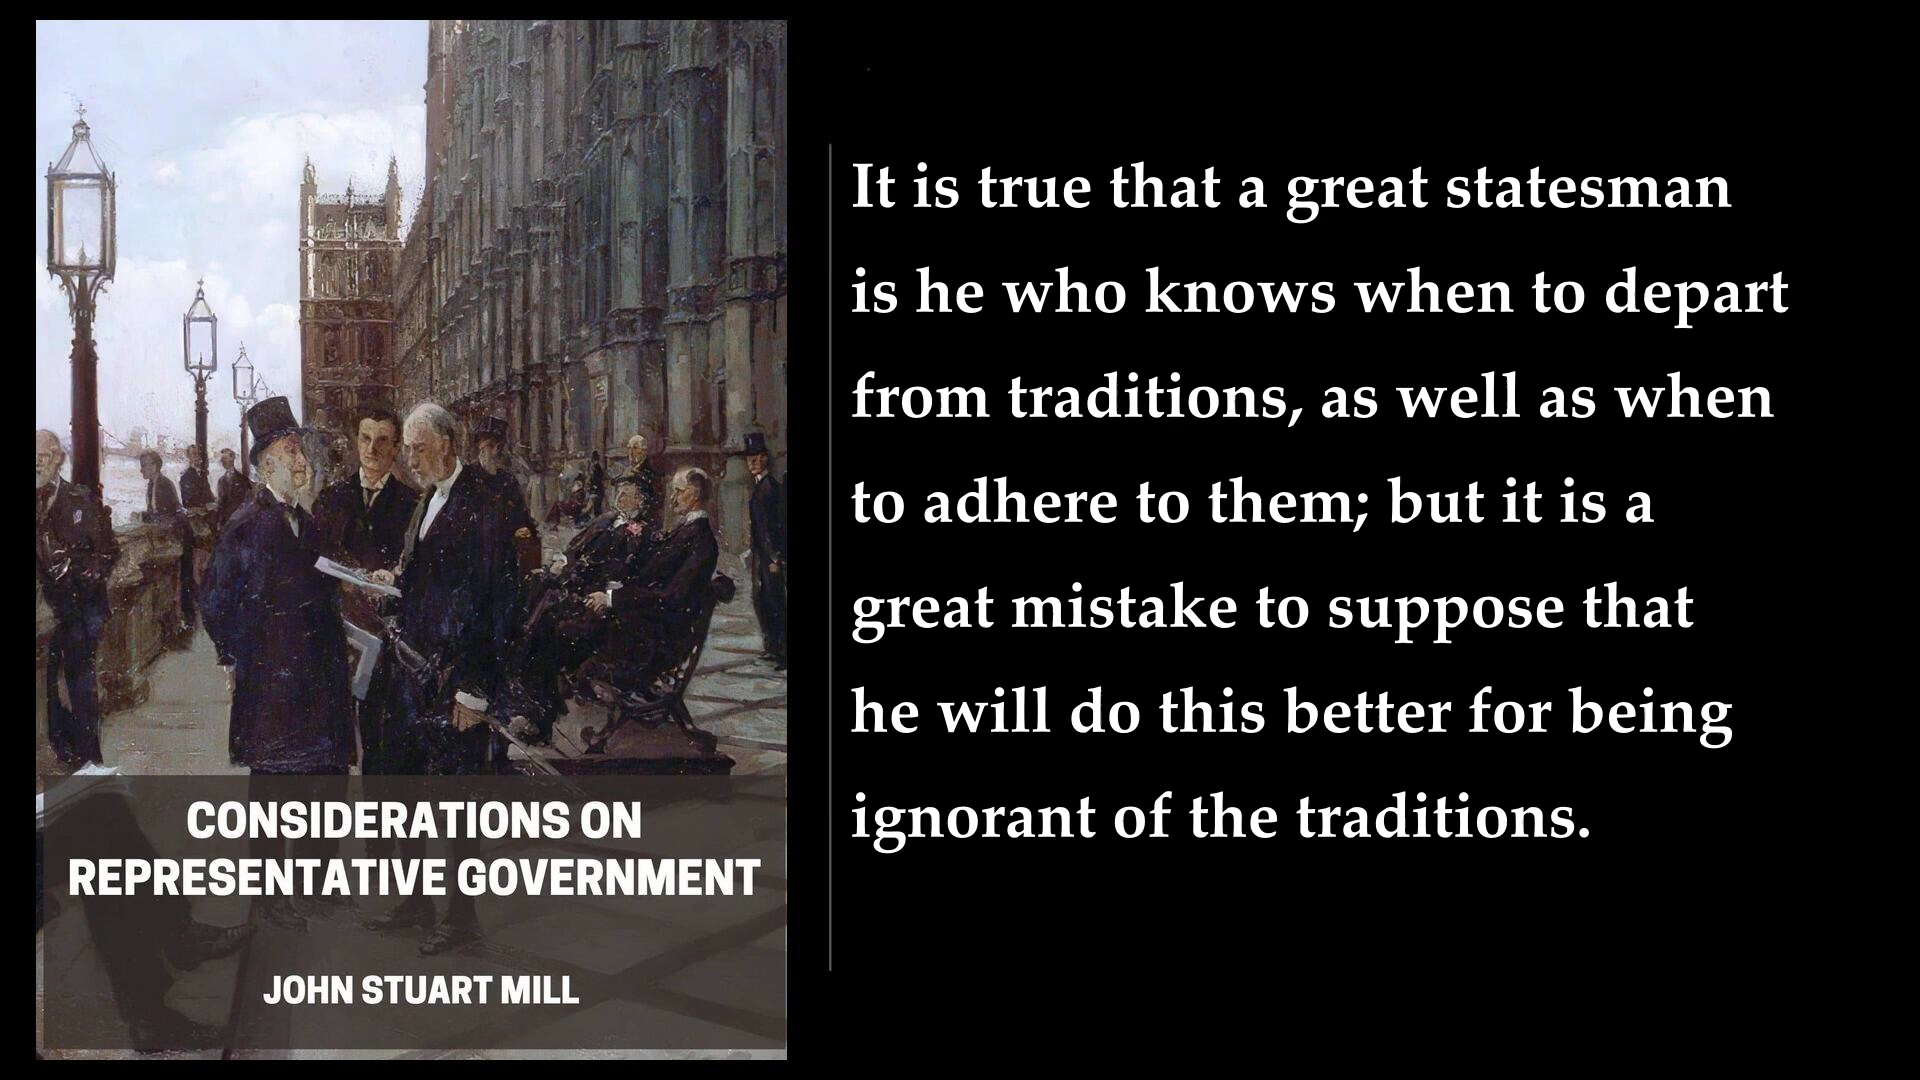 CONSIDERATIONS ON
REPRESENTATIVE GOVERNMENT
JOHN STUART MILL
It is true that a great statesman
is he who knows when to depart
from traditions, as well as when
to adhere to them; but it is a
great mistake to suppose that
he will do this better for being
ignorant of the traditions.